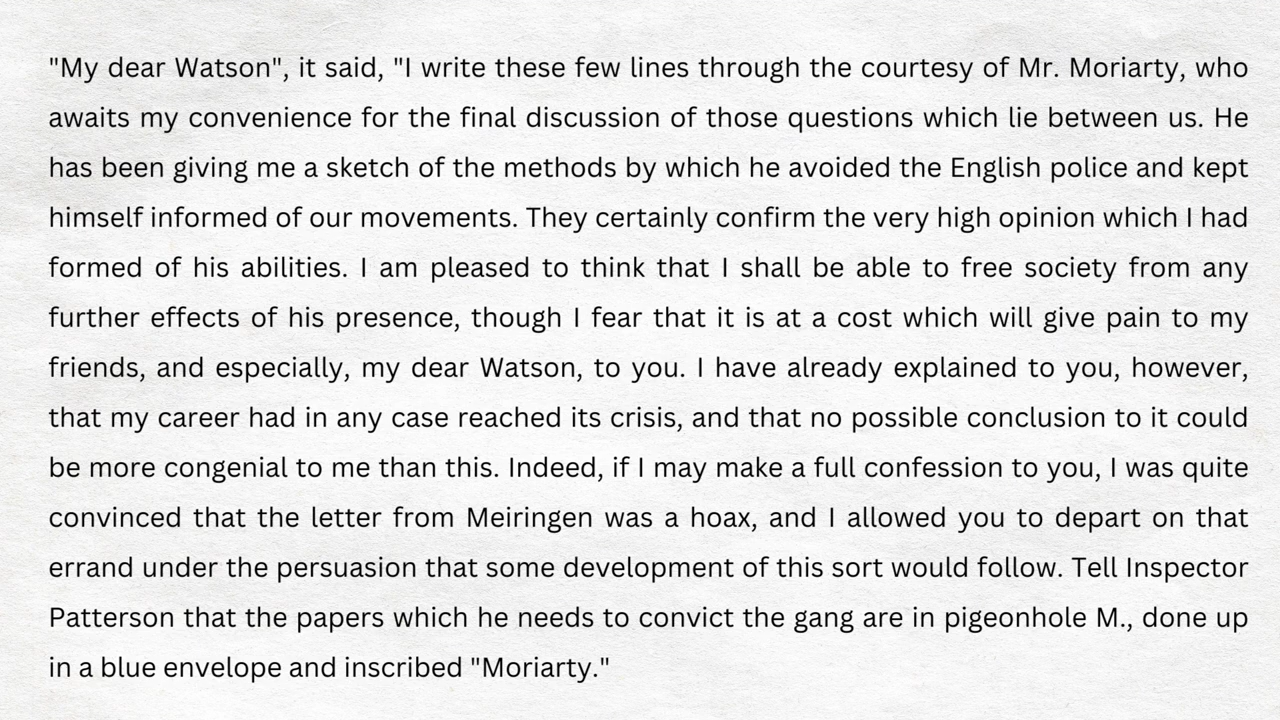 "My dear Watson", it said, "I write these few lines through the courtesy of Mr. Moriarty, who
awaits my convenience for the final discussion of those questions which lie between us. He
has been giving me a sketch of the methods by which he avoided the English police and kept
himself informed of our movements. They certainly confirm the very high opinion which I had
formed of his abilities. I am pleased to think that I shall be able to free society from any
further effects of his presence, though I fear that it is at a cost which will give pain to my
friends, and especially, my dear Watson, to you. I have already explained to you, however,
that my career had in any case reached its crisis, and that no possible conclusion to it could
be more congenial to me than this. Indeed, if I may make a full confession to you, I was quite
convinced that the letter from Meiringen was a hoax, and I allowed you to depart on that
errand under the persuasion that some development of this sort would follow. Tell Inspector
Patterson that the papers which he needs to convict the gang are in pigeonhole M., done up
in a blue envelope and inscribed "Moriarty."